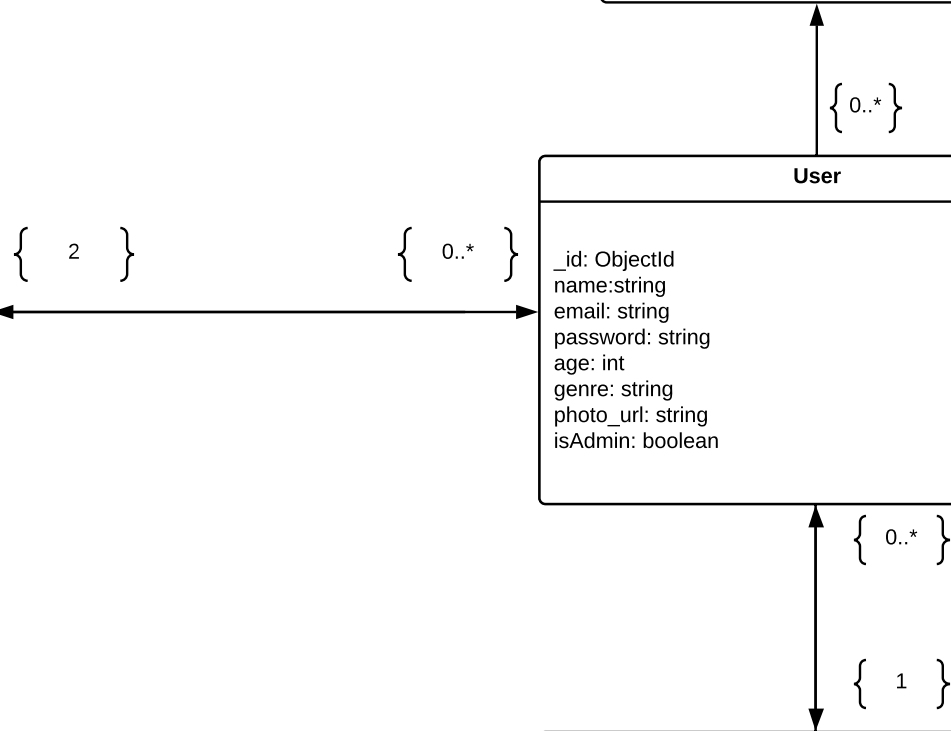 { 0..* }
User
{ 2 }
{ 0..* }
_id: ObjectId
name:string
email: string
password: string
age: int
genre: string
photo_url: string
isAdmin: boolean
{ 0..* }
{ 1 }